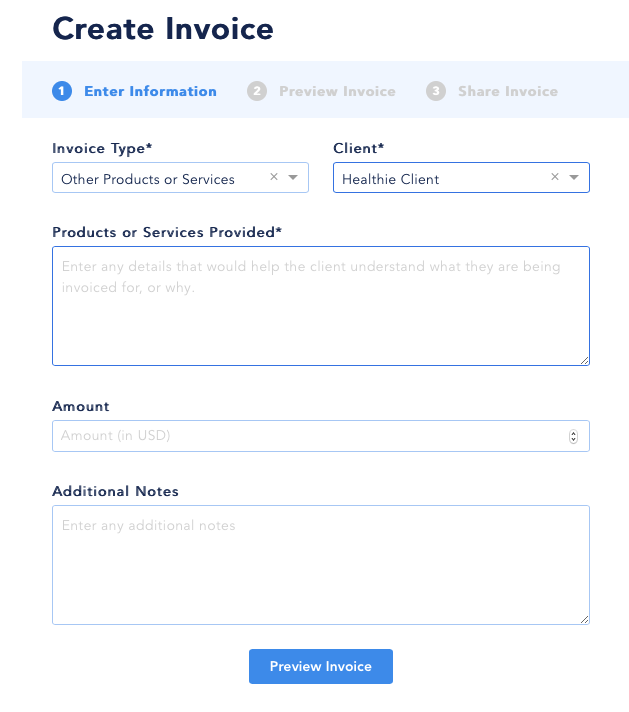 Create Invoice
1 Enter Information 2 Preview Invoice 3 Share Invoice
Invoice Type* Client*
Other Products or Services × Healthie Client ×
Products or Services Provided*
Enter any details that would help the client understand what they are being
invoiced for, or why.
Amount
Amount (in USD)
Additional Notes
Enter any additional notes
Preview Invoice